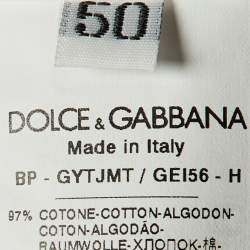 50
DOLCE & GABBANA
Made in Italy
BP - GYTJMT / GEI56 - H
97% COTONE-COTTON-ALGODON-
COTON-ALGODÃO-
BAUMWOLLE-ХЛОПОК-棉-